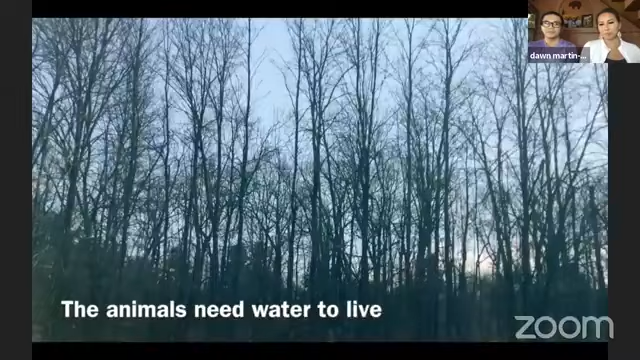 dawn martin-...
The animals need water to live
zoom